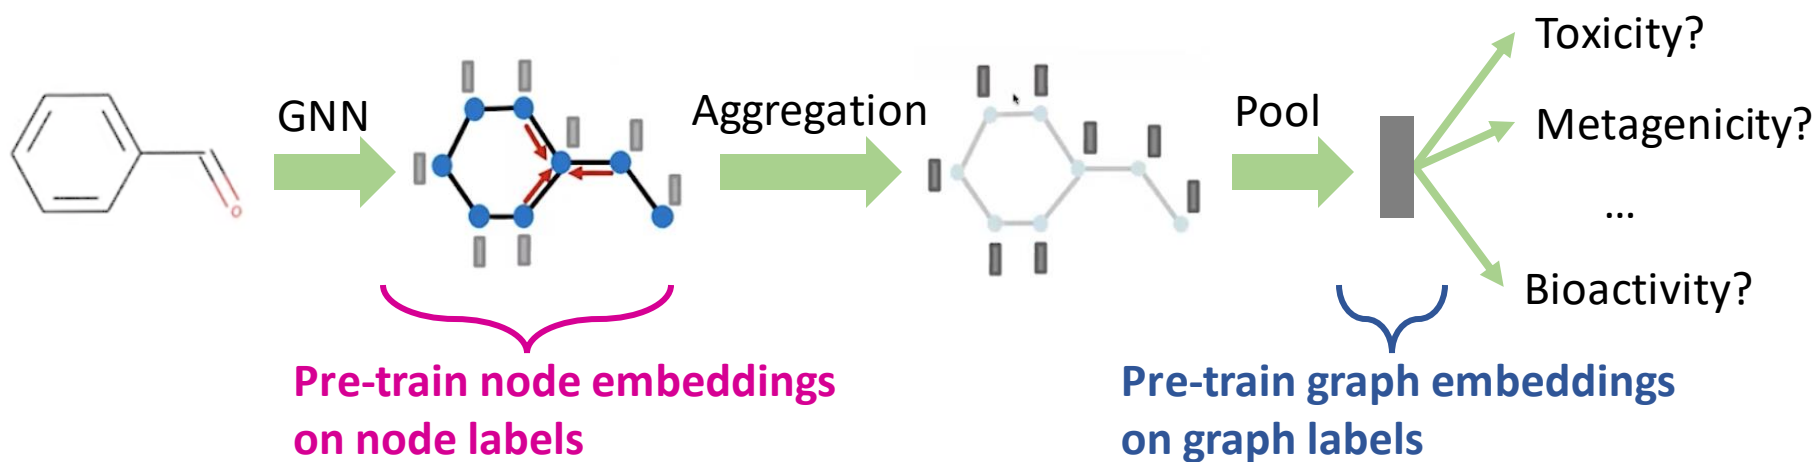 GNN
Aggregation
Pool
Toxicity?
Metagenicity?
...
Bioactivity?
o
Pre-train node embeddings
on node labels
Pre-train graph embeddings
on graph labels